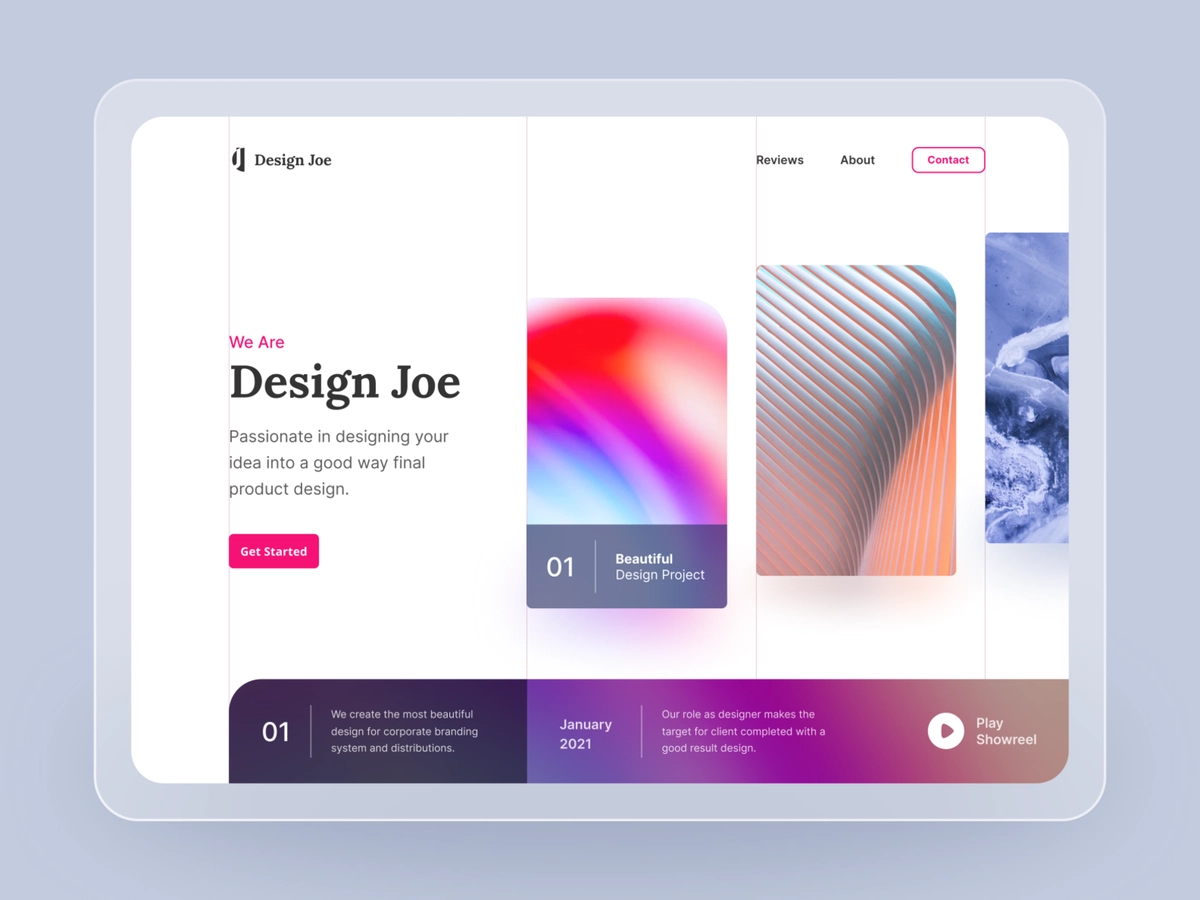 Design Joe
Reviews
About
Contact
We Are
Design Joe
Passionate in designing your
idea into a good way final
product design.
Get Started
01
Beautiful
Design Project
01
We create the most beautiful
design for corporate branding
system and distributions.
January
2021
Our role as designer makes the
target for client completed with a
good result design.
Play
Showreel